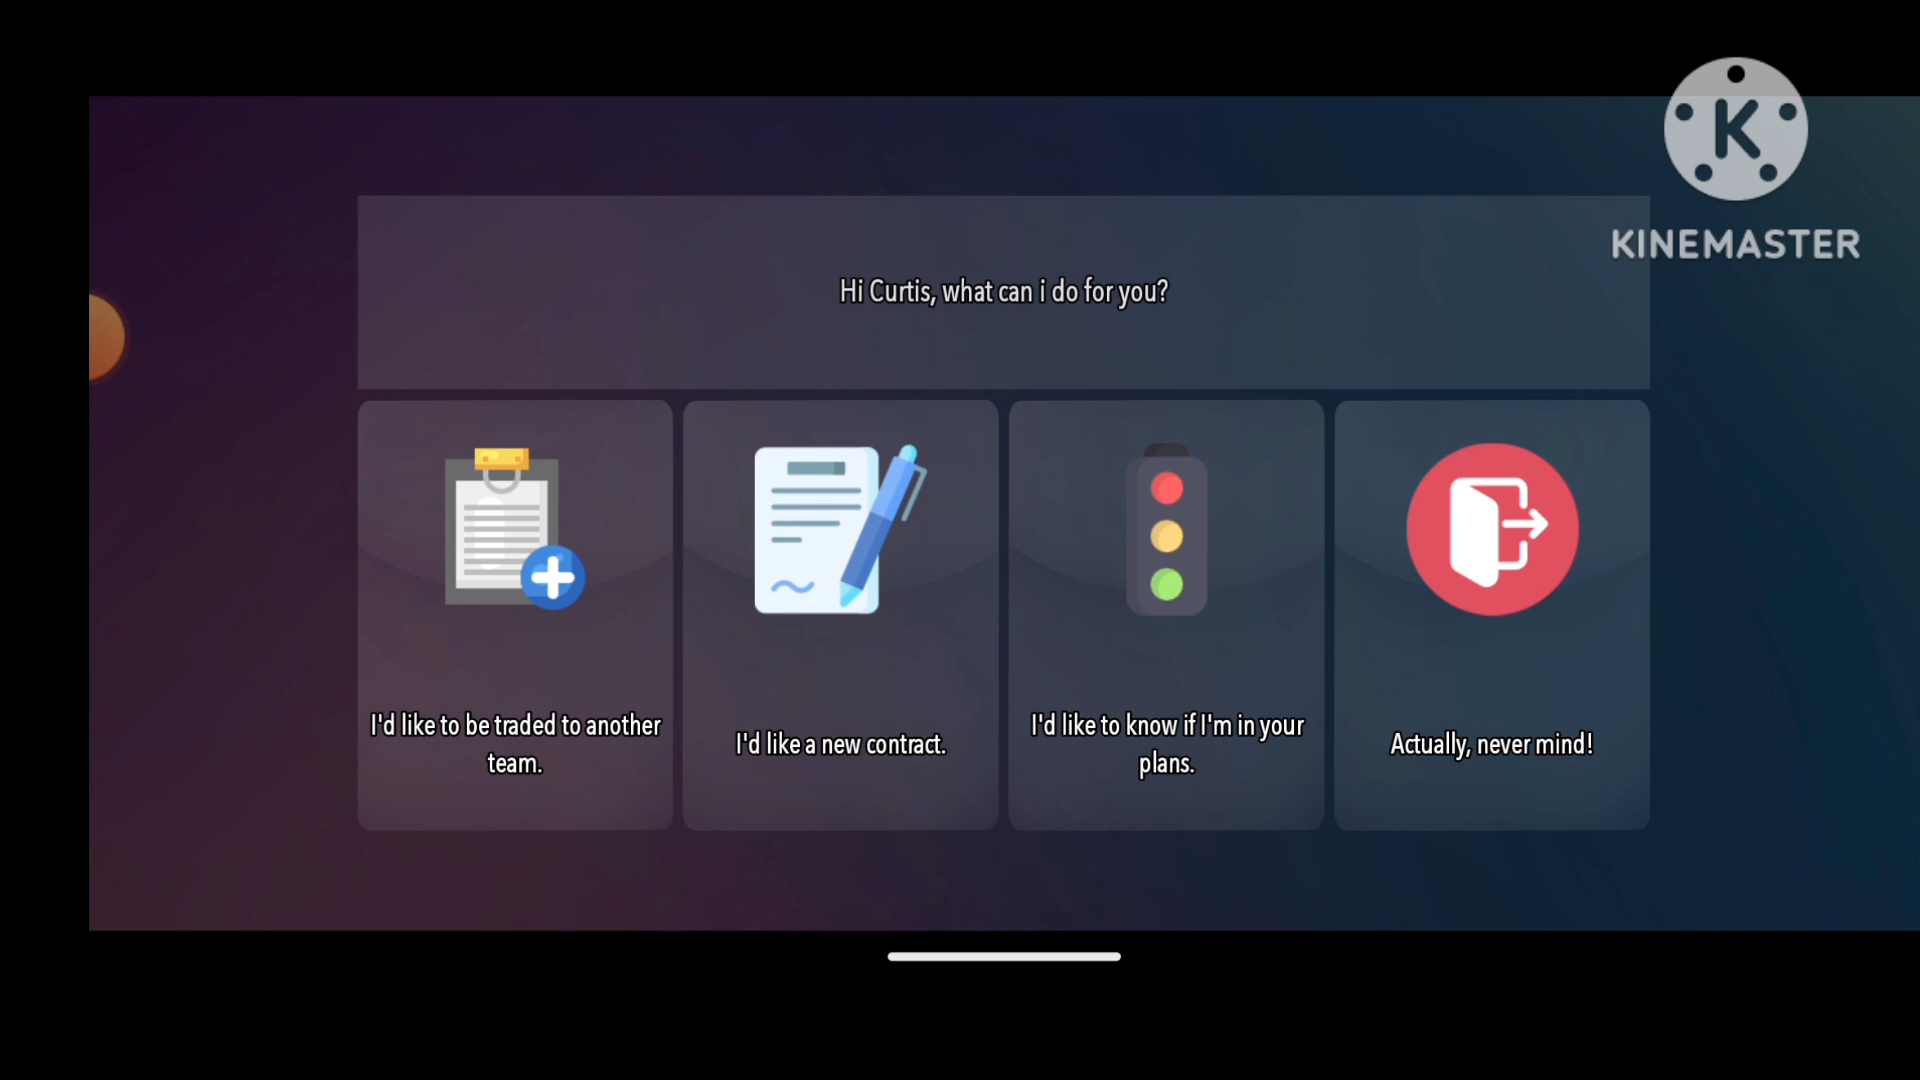 KINEMASTER
Hi Curtis, what can i do for you?
I'd like to be traded to another
team.
I'd like a new contract.
I'd like to know if I'm in your
plans.
Actually, never mind!